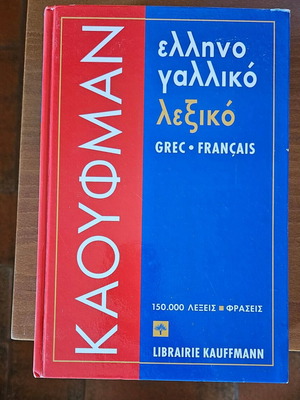 ΚΑΟΥΦΜΑΝ
ελληνο
γαλλικό
λεξικό
GREC • FRANÇAIS
150.000 ΛΕΞΕΙΣ ■ ΦΡΑΣΕΙΣ
LIBRAIRIE KAUFFMANN